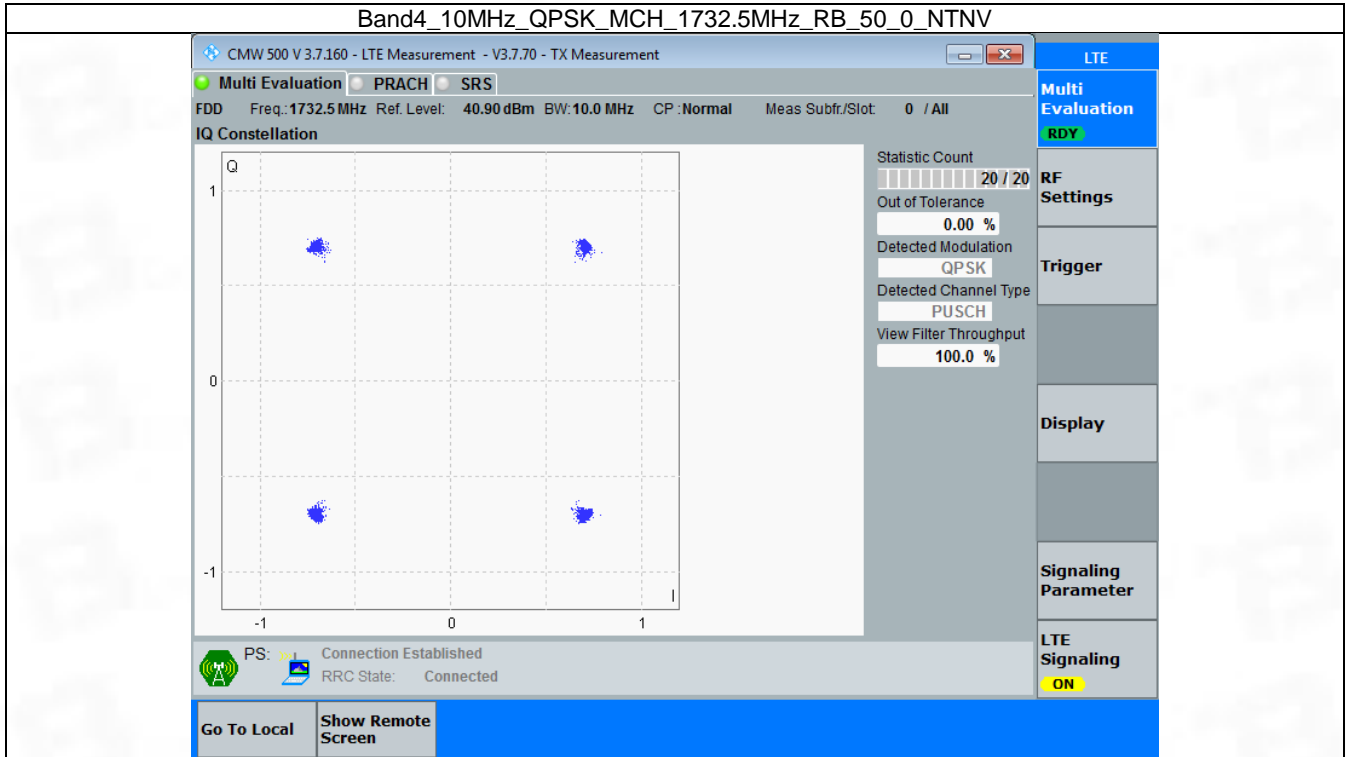 Band4_10MHz_QPSK_MCH_1732.5MHz_RB_50_0_NTNV
CMW 500 V 3.7.160 - LTE Measurement - V3.7.70 - TX Measurement
LTE
Multi Evaluation PRACH SRS
Multi
Evaluation
RDY
FDD Freq.:1732.5 MHz Ref. Level: 40.90 dBm BW:10.0 MHz CP :Normal Meas Subfr./Slot: 0 / All
IQ Constellation
Q
1
0
-1
-1 0 1
I
Statistic Count
20 / 20
Out of Tolerance
0.00 %
Detected Modulation
QPSK
Detected Channel Type
PUSCH
View Filter Throughput
100.0 %
RF
Settings
Trigger
Display
Signaling
Parameter
LTE
Signaling
ON
PS: Connection Established
RRC State: Connected
Go To Local
Show Remote
Screen